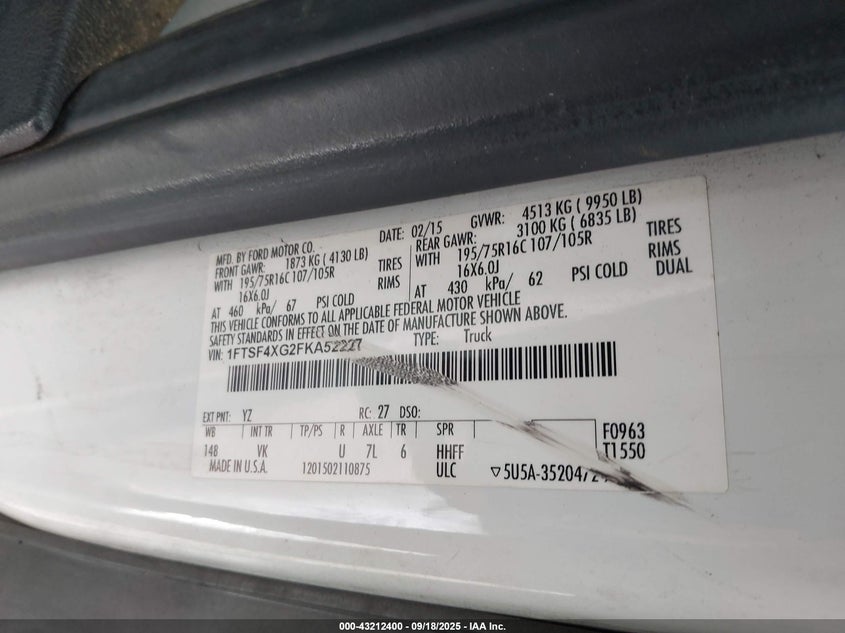 MFD. BY FORD MOTOR CO. DATE: 02/15 GVWR: 4513 KG ( 9950 LB)
FRONT GAWR: 1873 KG ( 4130 LB) REAR GAWR: 3100 KG ( 6835 LB)
WITH 195/75R16C 107/105R TIRES WITH 195/75R16C 107/105R TIRES
16X6.0J RIMS 16X6.0J RIMS
AT 460 kPa/ 67 PSI COLD AT 430 kPa/ 62 PSI COLD DUAL
THIS VEHICLE CONFORMS TO ALL APPLICABLE FEDERAL MOTOR VEHICLE
SAFETY STANDARDS IN EFFECT ON THE DATE OF MANUFACTURE SHOWN ABOVE.
VIN: 1FTSF4XG2FKA52227 TYPE: Truck
EXT PNT: YZ RC: 27 DSO:
WB INT TR TP/PS R AXLE TR SPR F0963
148 VK U 7L 6 HHFF T1550
MADE IN U.S.A. 1201502110875 ULC ▽5U5A-3520472
000-43212400 - 09/18/2025 - IAA Inc.